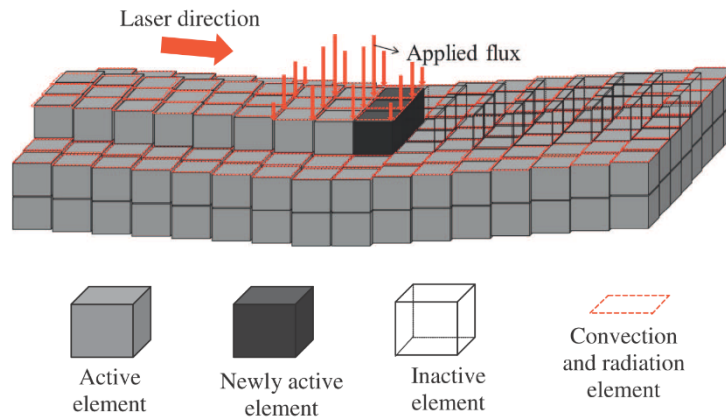 Laser direction
Applied flux
Active
element
Newly active
element
Inactive
element
Convection
and radiation
element